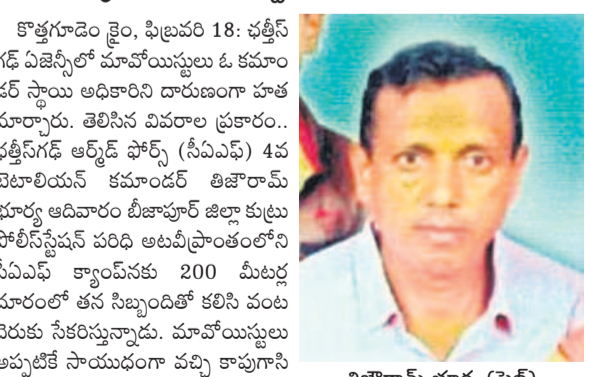 కొత్తగూడెం క్రైం, ఫిబ్రవరి 18: ఛత్తీస్
గఢ్ ఏజెన్సీలో మావోయిస్టులు ఓ కమాం
డర్ స్థాయి అధికారిని దారుణంగా హత
మార్చారు. తెలిసిన వివరాల ప్రకారం..
ఛత్తీస్‌గఢ్ ఆర్మ్‌డ్ ఫోర్స్ (సీఏఎఫ్) 4వ
బెటాలియన్ కమాండర్ తిజౌరామ్
భూర్య ఆదివారం బీజాపూర్ జిల్లా కుట్రు
పోలీస్‌స్టేషన్ పరిధి అటవీప్రాంతంలోని
సీఏఎఫ్ క్యాంప్‌నకు 200 మీటర్ల
దూరంలో తన సిబ్బందితో కలిసి వంట
చెరుకు సేకరిస్తున్నాడు. మావోయిస్టులు
అప్పటికే సాయుధంగా వచ్చి కాపుగాసి